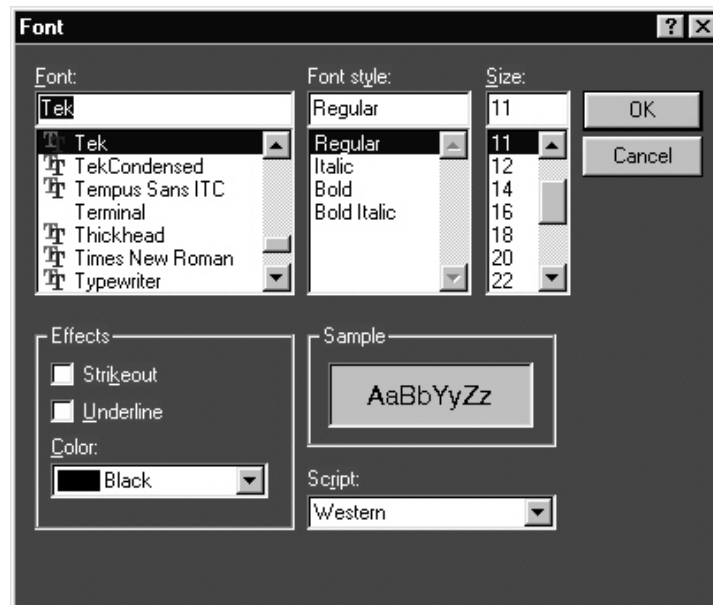 Font
Font:
Tek
Tek
TekCondensed
Tempus Sans ITC
Terminal
Thickhead
Times New Roman
Typewriter
Font style:
Regular
Regular
Italic
Bold
Bold Italic
Size:
11
11
12
14
16
18
20
22
OK
Cancel
Effects
Strikeout
Underline
Color:
Black
Sample
AaBbYyZz
Script:
Western